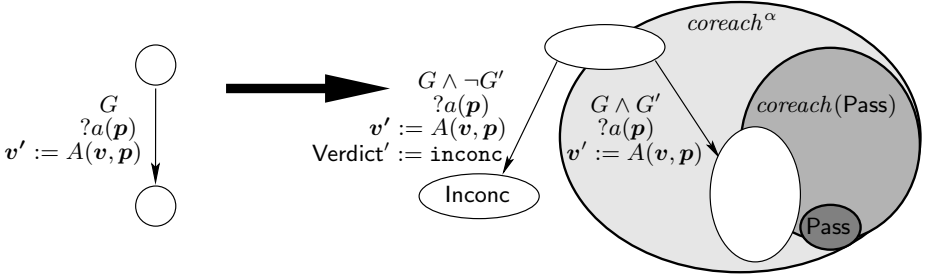 G
?a(p)
v' := A(v, p)
G ∧ ¬G'
?a(p)
v' := A(v, p)
Verdict' := inconc
Inconc
coreach^α
G ∧ G'
?a(p)
v' := A(v, p)
coreach(Pass)
Pass